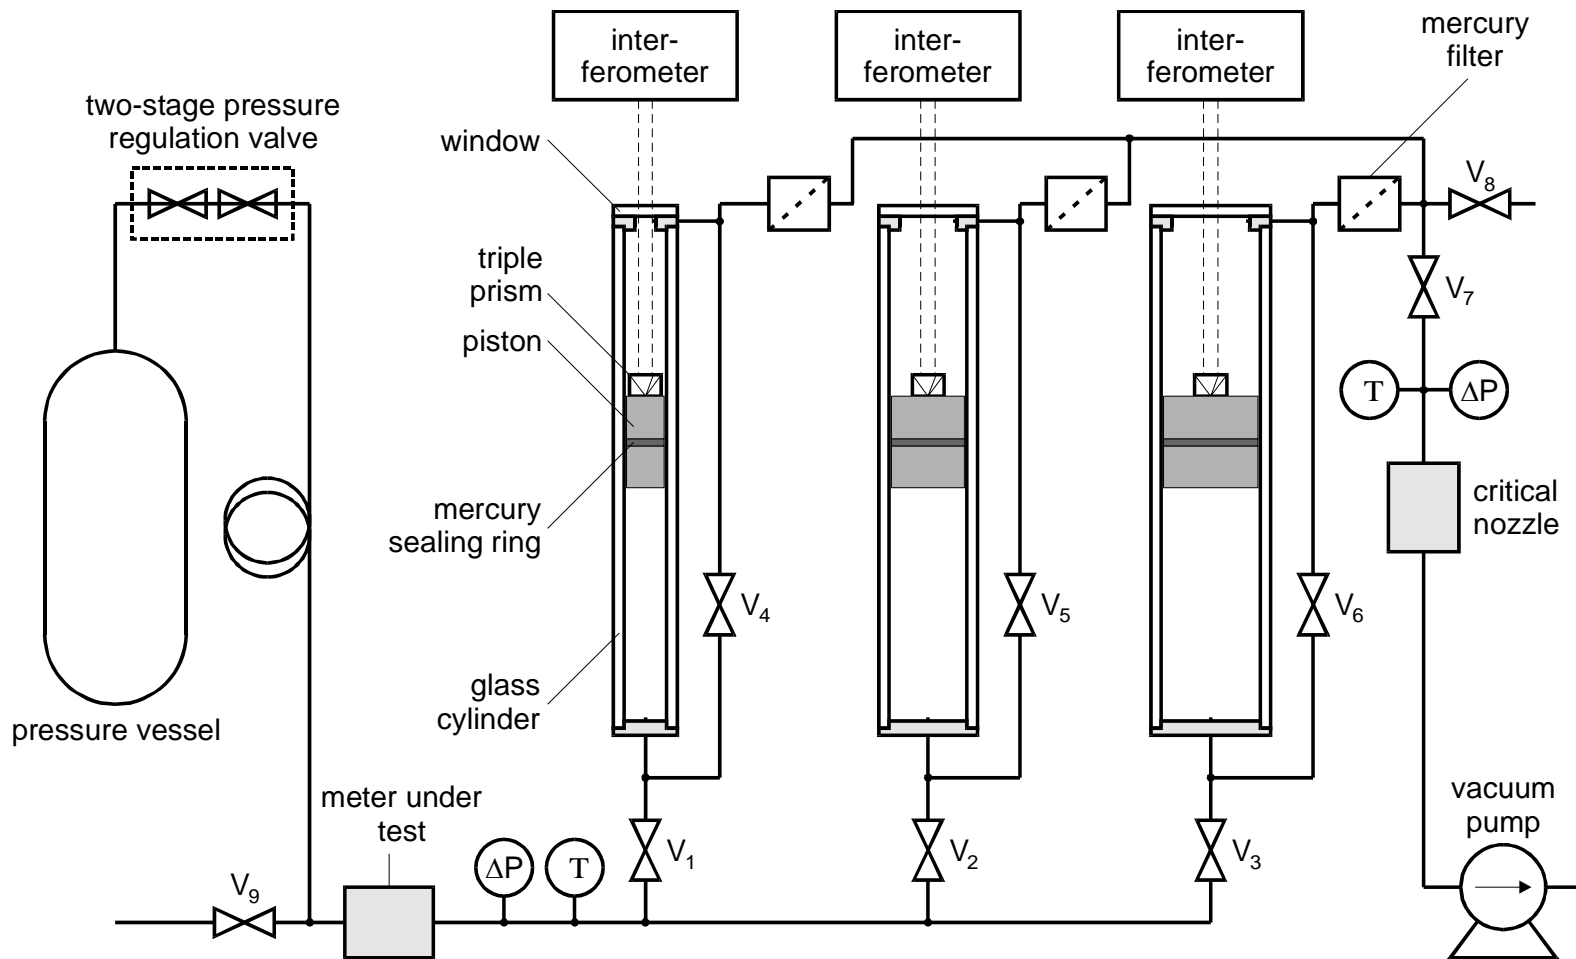 inter-
ferometer
inter-
ferometer
inter-
ferometer
mercury
filter
two-stage pressure
regulation valve
window
V8
triple
prism
V7
piston
T
ΔP
mercury
sealing ring
critical
nozzle
V4
V5
V6
glass
cylinder
pressure vessel
meter under
test
vacuum
pump
ΔP
T
V1
V2
V3
V9